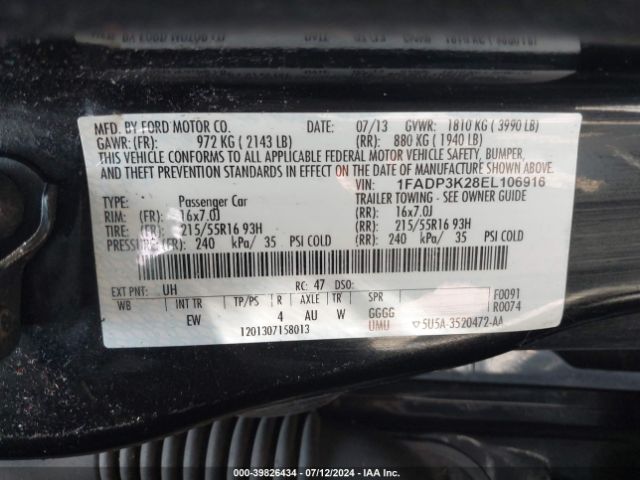 MFD. BY FORD MOTOR CO. DATE: 07/13 GVWR: 1810 KG ( 3990 LB)
GAWR: (FR): 972 KG ( 2143 LB) (RR): 880 KG ( 1940 LB)
THIS VEHICLE CONFORMS TO ALL APPLICABLE FEDERAL MOTOR VEHICLE SAFETY, BUMPER,
AND THEFT PREVENTION STANDARDS IN EFFECT ON THE DATE OF MANUFACTURE SHOWN ABOVE.
VIN: 1FADP3K28EL106916
TYPE: Passenger Car TRAILER TOWING - SEE OWNER GUIDE
RIM: (FR): 16x7.0J (RR): 16x7.0J
TIRE: (FR): 215/55R16 93H (RR): 215/55R16 93H
PRESSURE: (FR): 240 kPa/ 35 PSI COLD (RR): 240 kPa/ 35 PSI COLD
EXT PNT: UH RC: 47 DSO: F0091
WB INT TR TP/PS R AXLE TR SPR R0074
EW 4 AU W GGGG
1201307158013 UMU 5U5A-3520472-AA
000-39826434 - 07/12/2024 - IAA Inc.